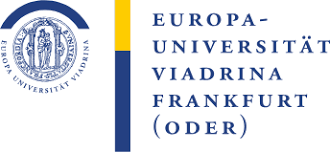 EUROPA UNIVERSITÄT VIADRINA
EUROPA-
UNIVERSITÄT
VIADRINA
FRANKFURT
(ODER)